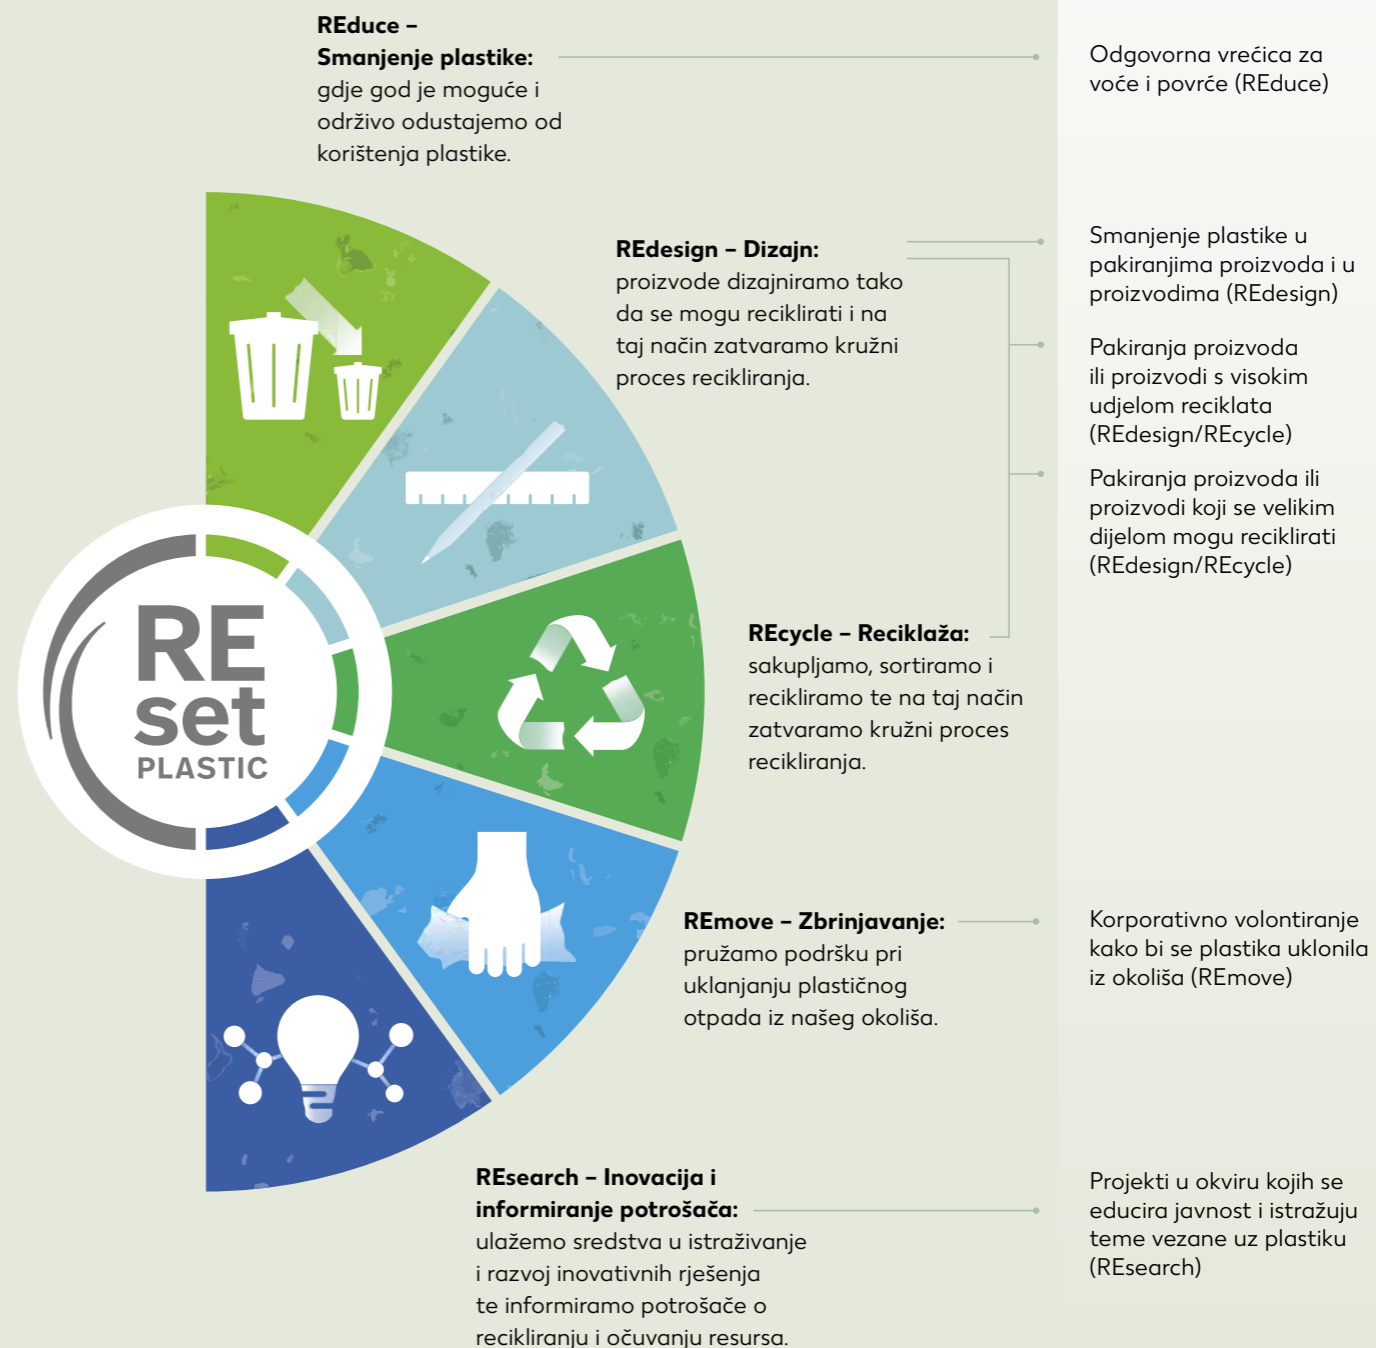 REduce –
Smanjenje plastike:
gdje god je moguće i
održivo odustajemo od
korištenja plastike.
Odgovorna vrećica za
voće i povrće (REduce)
REdesign – Dizajn:
proizvode dizajniramo tako
da se mogu reciklirati i na
taj način zatvaramo kružni
proces recikliranja.
Smanjenje plastike u
pakiranjima proizvoda i u
proizvodima (REdesign)
Pakiranja proizvoda
ili proizvodi s visokim
udjelom reciklata
(REdesign/REcycle)
Pakiranja proizvoda ili
proizvodi koji se velikim
dijelom mogu reciklirati
(REdesign/REcycle)
RE
set
PLASTIC
REcycle – Reciklaža:
sakupljamo, sortiramo i
recikliramo te na taj način
zatvaramo kružni proces
recikliranja.
REmove – Zbrinjavanje:
pružamo podršku pri
uklanjanju plastičnog
otpada iz našeg okoliša.
Korporativno volontiranje
kako bi se plastika uklonila
iz okoliša (REmove)
REsearch – Inovacija i
informiranje potrošača:
ulažemo sredstva u istraživanje
i razvoj inovativnih rješenja
te informiramo potrošače o
recikliranju i očuvanju resursa.
Projekti u okviru kojih se
educira javnost i istražuju
teme vezane uz plastiku
(REsearch)